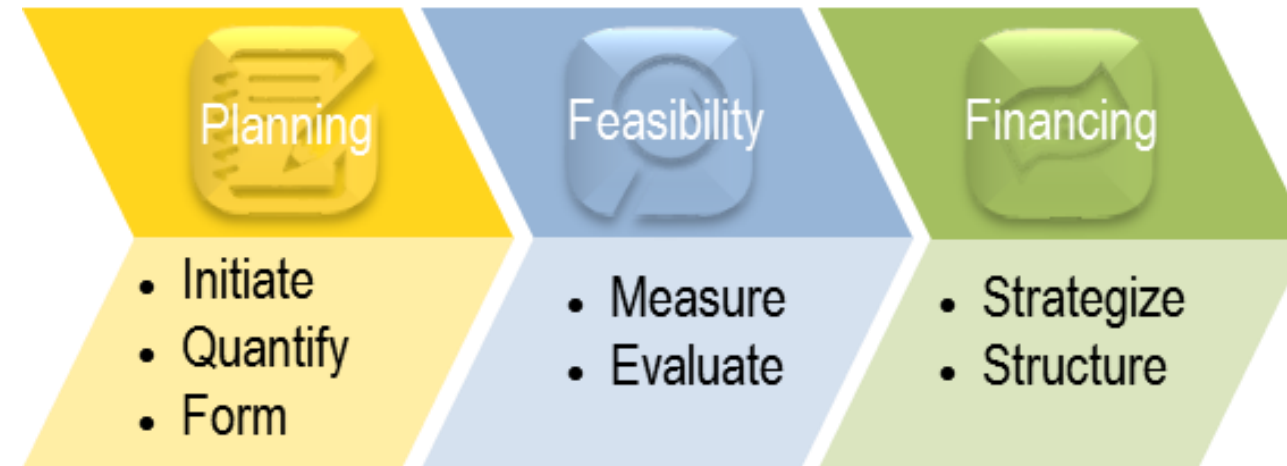 Planning
Feasibility
Financing
• Initiate
• Quantify
• Form
• Measure
• Evaluate
• Strategize
• Structure